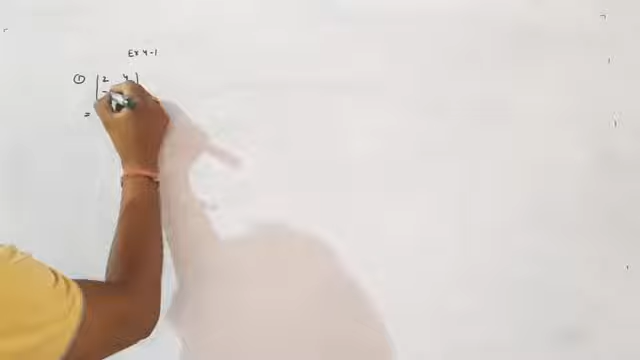 Ex 4-1
① | 2 4 |
=